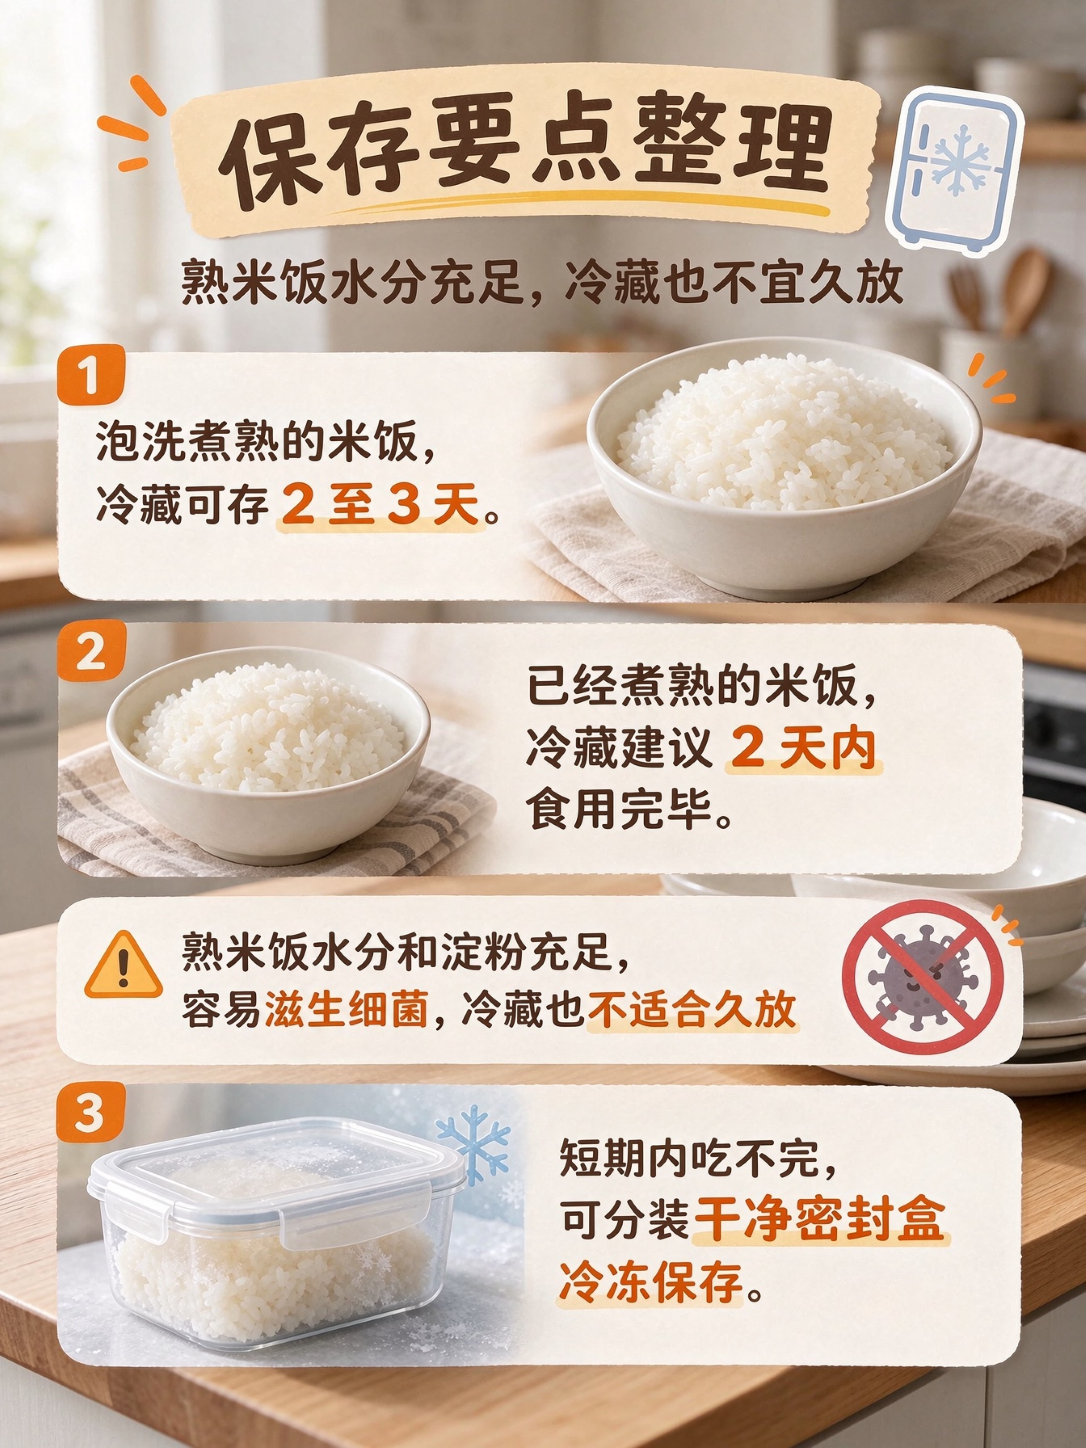 保存要点整理
熟米饭水分充足，冷藏也不宜久放
1
泡洗煮熟的米饭，
冷藏可存 2 至 3 天。
2
已经煮熟的米饭，
冷藏建议 2 天内
食用完毕。
熟米饭水分和淀粉充足，
容易滋生细菌，冷藏也不适合久放
3
短期内吃不完，
可分装干净密封盒
冷冻保存。